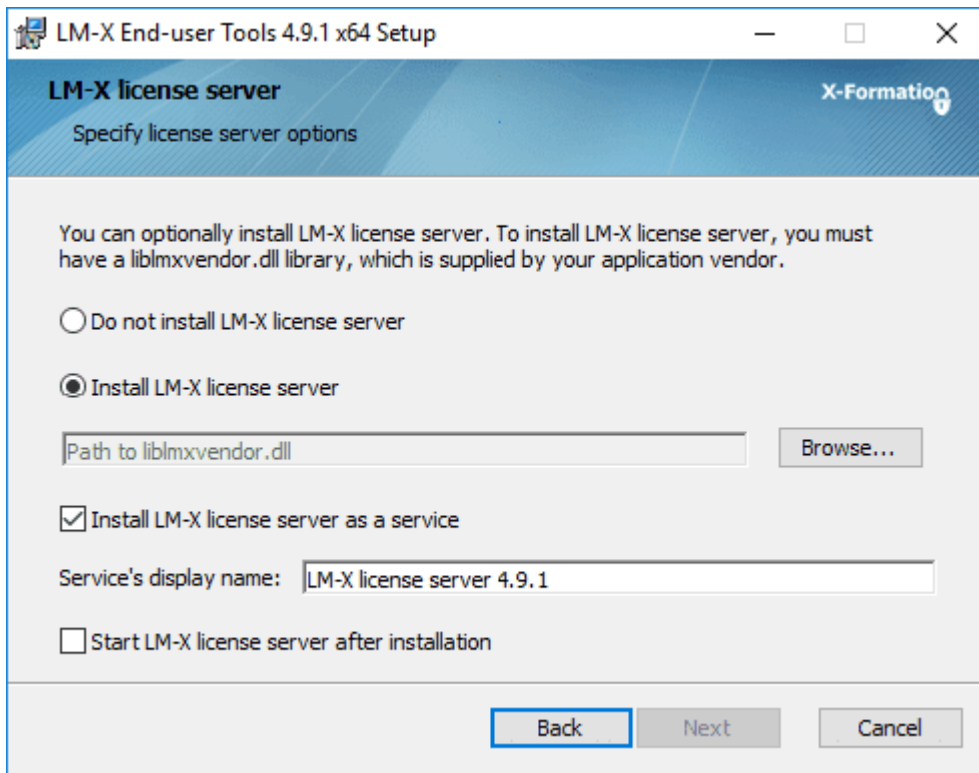 LM-X End-user Tools 4.9.1 x64 Setup
LM-X license server
X-Formation
Specify license server options
You can optionally install LM-X license server. To install LM-X license server, you must
have a liblmxvendor.dll library, which is supplied by your application vendor.
Do not install LM-X license server
Install LM-X license server
Path to liblmxvendor.dll
Browse...
Install LM-X license server as a service
Service's display name:
LM-X license server 4.9.1
Start LM-X license server after installation
Back
Next
Cancel